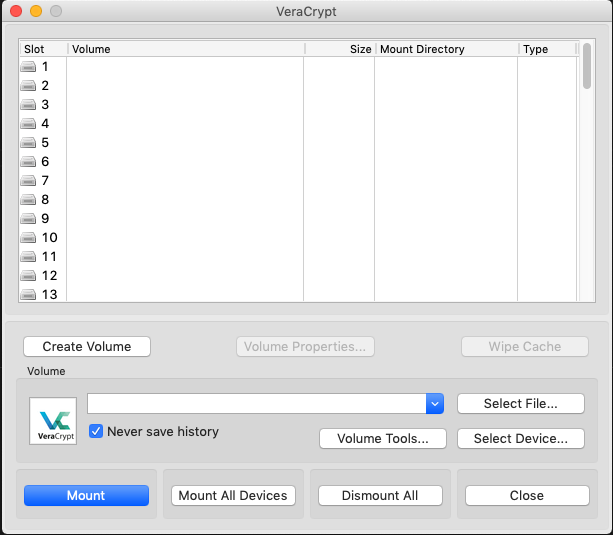 VeraCrypt
Slot Volume Size Mount Directory Type
1
2
3
4
5
6
7
8
9
10
11
12
13
Create Volume Volume Properties... Wipe Cache
Volume
Select File...
VeraCrypt
Never save history
Volume Tools... Select Device...
Mount Mount All Devices Dismount All Close